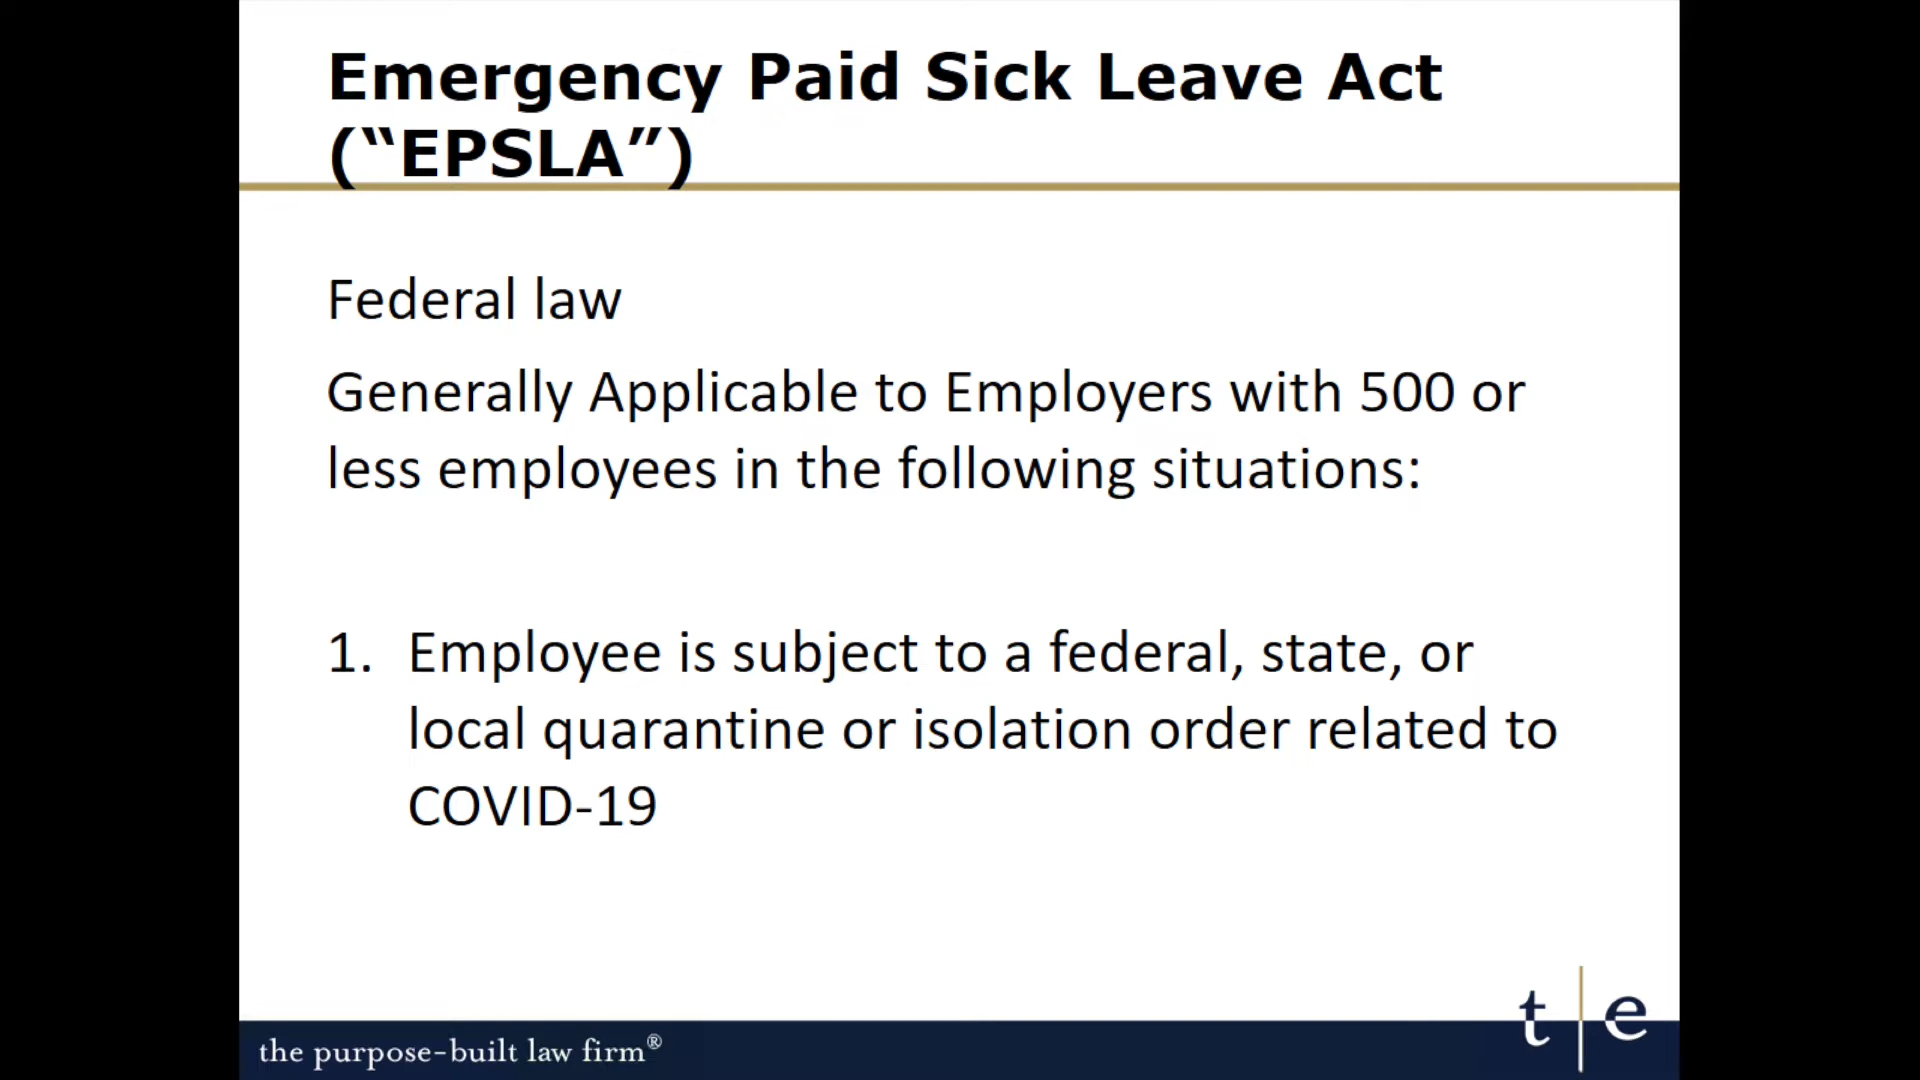 Emergency Paid Sick Leave Act
(“EPSLA”)
Federal law
Generally Applicable to Employers with 500 or
less employees in the following situations:
1. Employee is subject to a federal, state, or
local quarantine or isolation order related to
COVID-19
t|e
the purpose-built law firm®